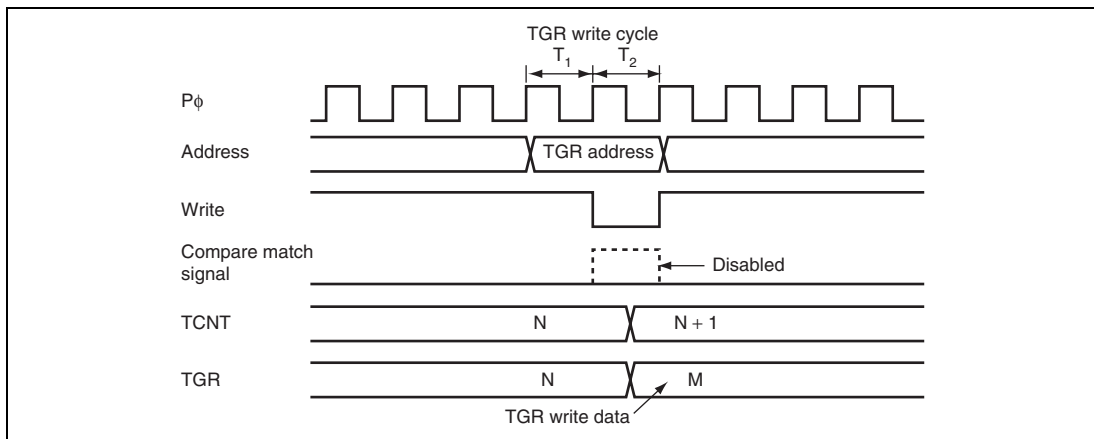 TGR write cycle
T1 T2
Pϕ
Address TGR address
Write
Compare match
signal
Disabled
TCNT N N + 1
TGR N M
TGR write data